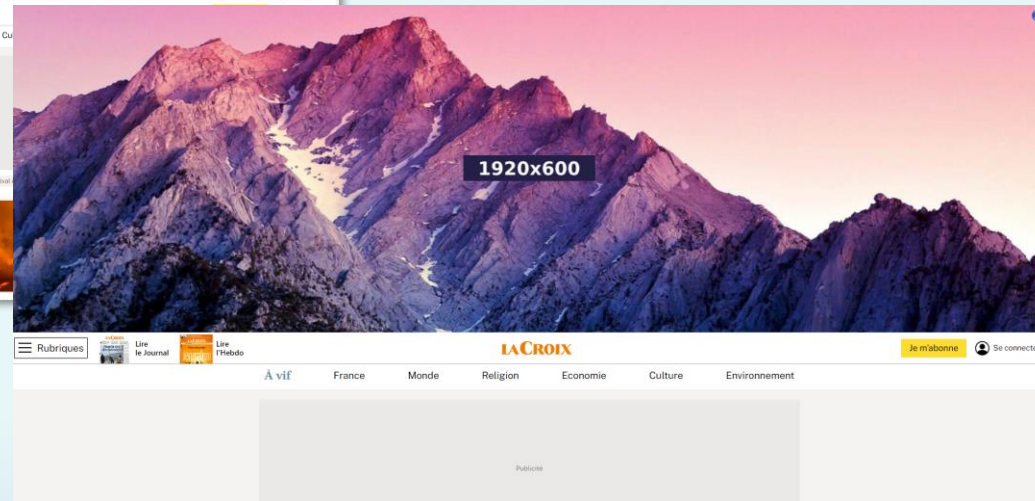 Cu
1920x600
Rubriques
Lire
le Journal
Lire
l'Hebdo
LACROIX
Je m'abonne
Se connecte
À vif France Monde Religion Economie Culture Environnement
Publicité